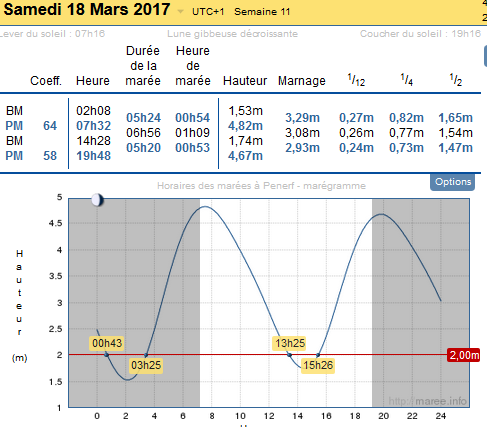 Samedi 18 Mars 2017 UTC+1 Semaine 11
Lever du soleil : 07h16 Lune gibbeuse décroissante Coucher du soleil : 19h16
Durée Heure
de la de
Coeff. Heure marée marée Hauteur Marnage 1/12 1/4 1/2
BM 02h08 1,53m
05h24 00h54 3,29m 0,27m 0,82m 1,65m
PM 64 07h32 4,82m
06h56 01h09 3,08m 0,26m 0,77m 1,54m
BM 14h28 1,74m
05h20 00h53 2,93m 0,24m 0,73m 1,47m
PM 58 19h48 4,67m
Options
Horaires des marées à Penerf - marégramme
5
4.5
4
3.5
3
2.5
2
1.5
1
Hauteur
(m)
00h43
03h25
13h25
15h26
2,00m
http://maree.info
0 2 4 6 8 10 12 14 16 18 20 22 24